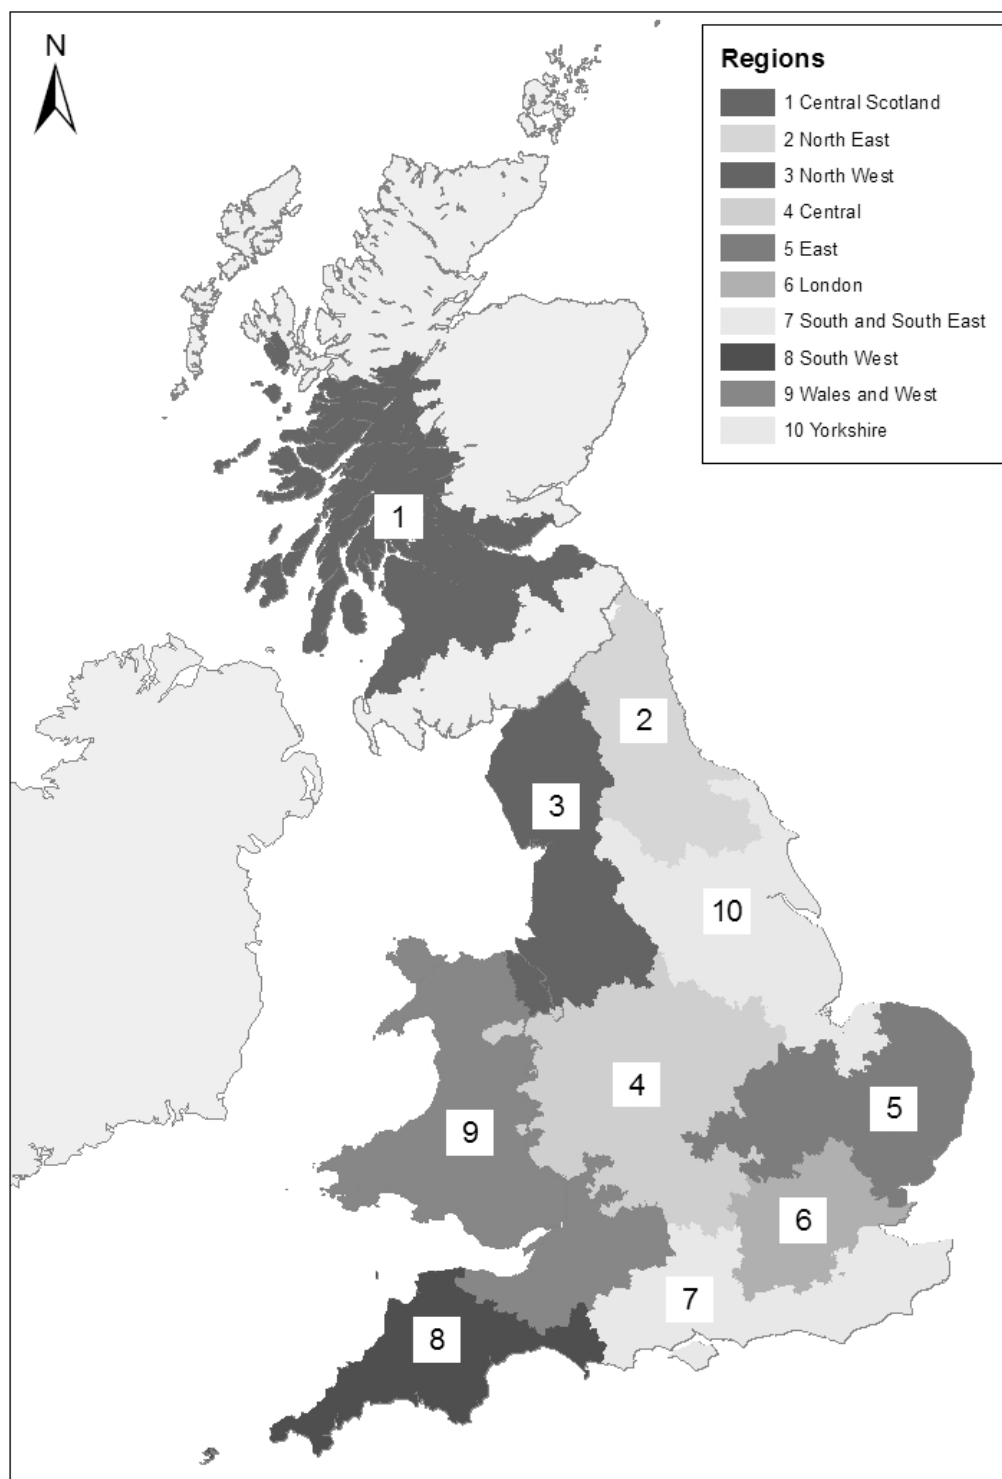 N
Regions
1 Central Scotland
2 North East
3 North West
4 Central
5 East
6 London
7 South and South East
8 South West
9 Wales and West
10 Yorkshire
1
2
3
10
4
5
9
6
7
8